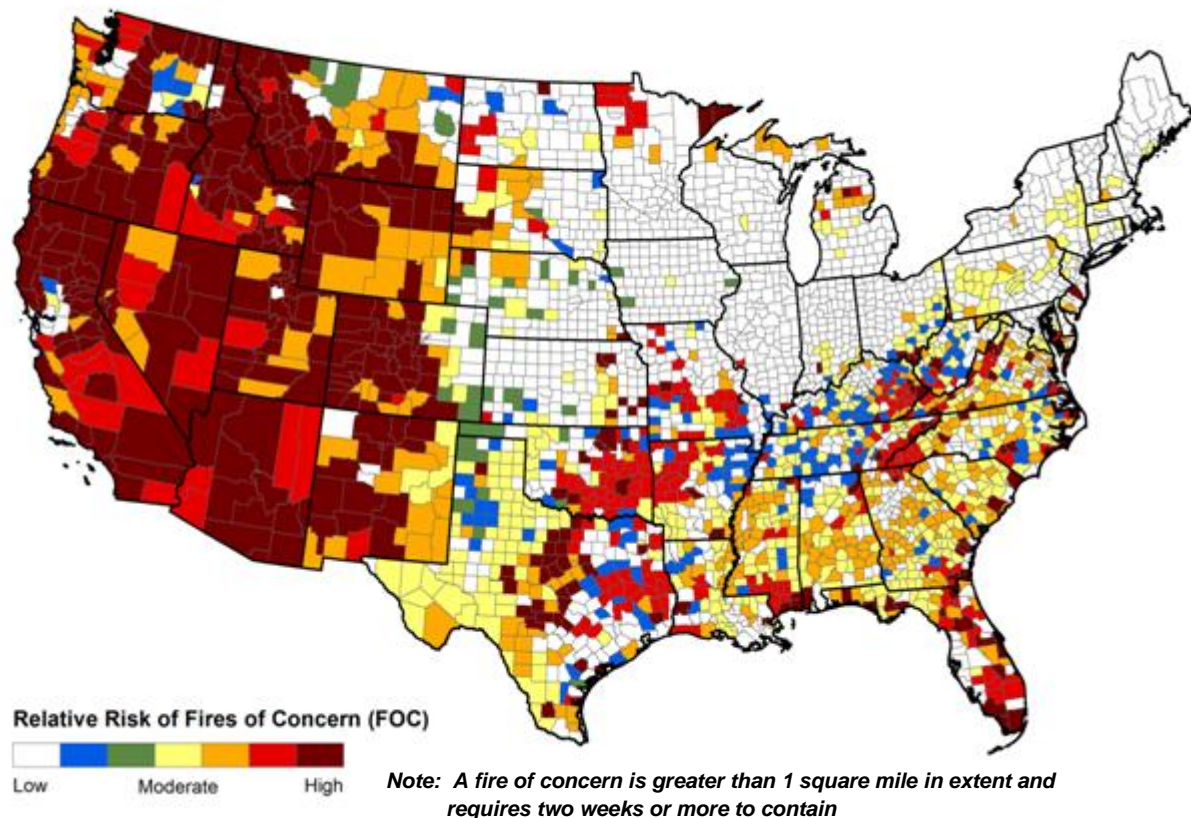 Relative Risk of Fires of Concern (FOC)
Low Moderate High
Note: A fire of concern is greater than 1 square mile in extent and
requires two weeks or more to contain